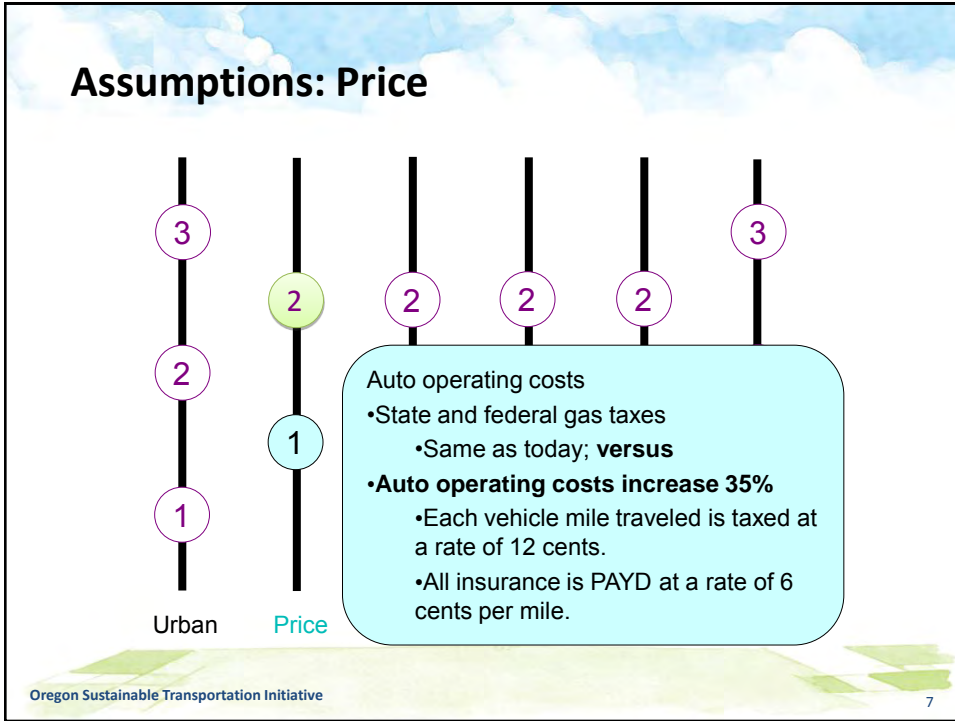 Assumptions: Price
3
3
2
2
2
2
2
1
1
Auto operating costs
•State and federal gas taxes
•Same as today; versus
•Auto operating costs increase 35%
•Each vehicle mile traveled is taxed at
a rate of 12 cents.
•All insurance is PAYD at a rate of 6
cents per mile.
Urban
Price
Oregon Sustainable Transportation Initiative
7